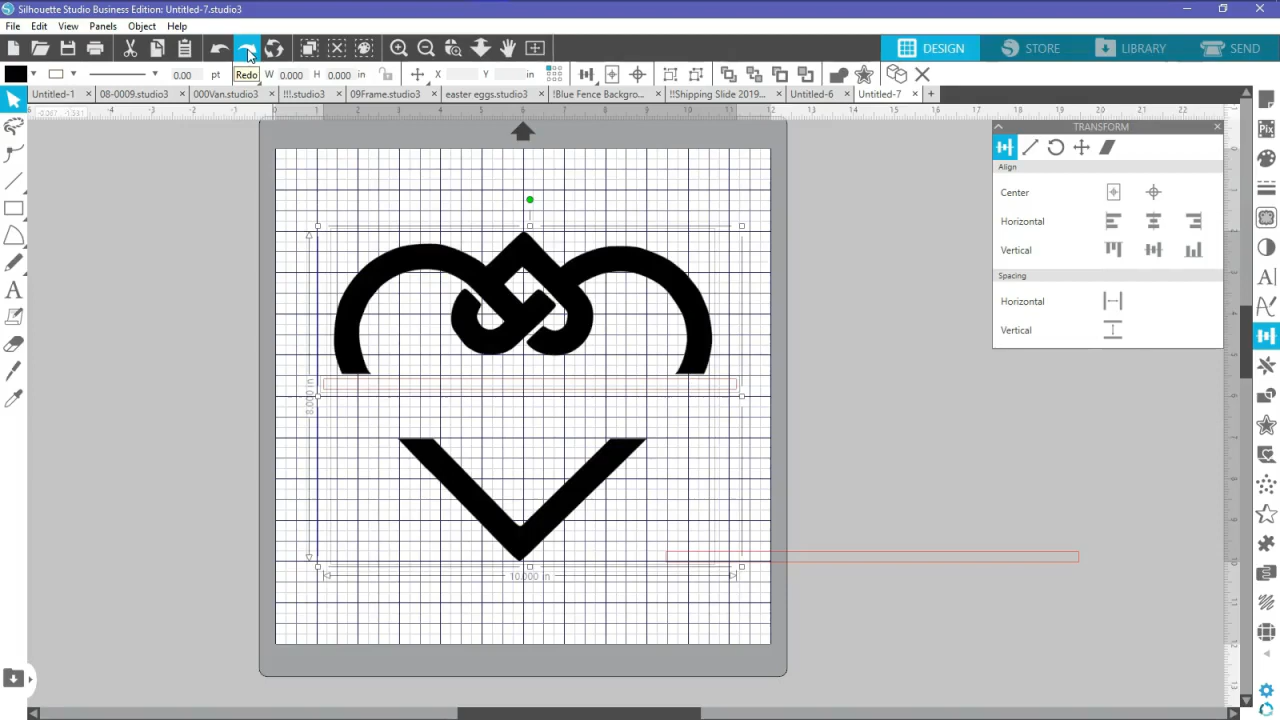 Silhouette Studio Business Edition: Untitled-7.studio3
File Edit View Panels Object Help
DESIGN STORE LIBRARY SEND
0.00 pt Redo W 0.000 H 0.000 in X Y in
Untitled-1 08-0009.studio3 000Van.studio3 !!!.studio3 09Frame.studio3 easter eggs.studio3 !Blue Fence Backgro... !!Shipping Slide 2019... Untitled-6 Untitled-7
TRANSFORM
Align
Center
Horizontal
Vertical
Spacing
Horizontal
Vertical
8.000 in
10.000 in